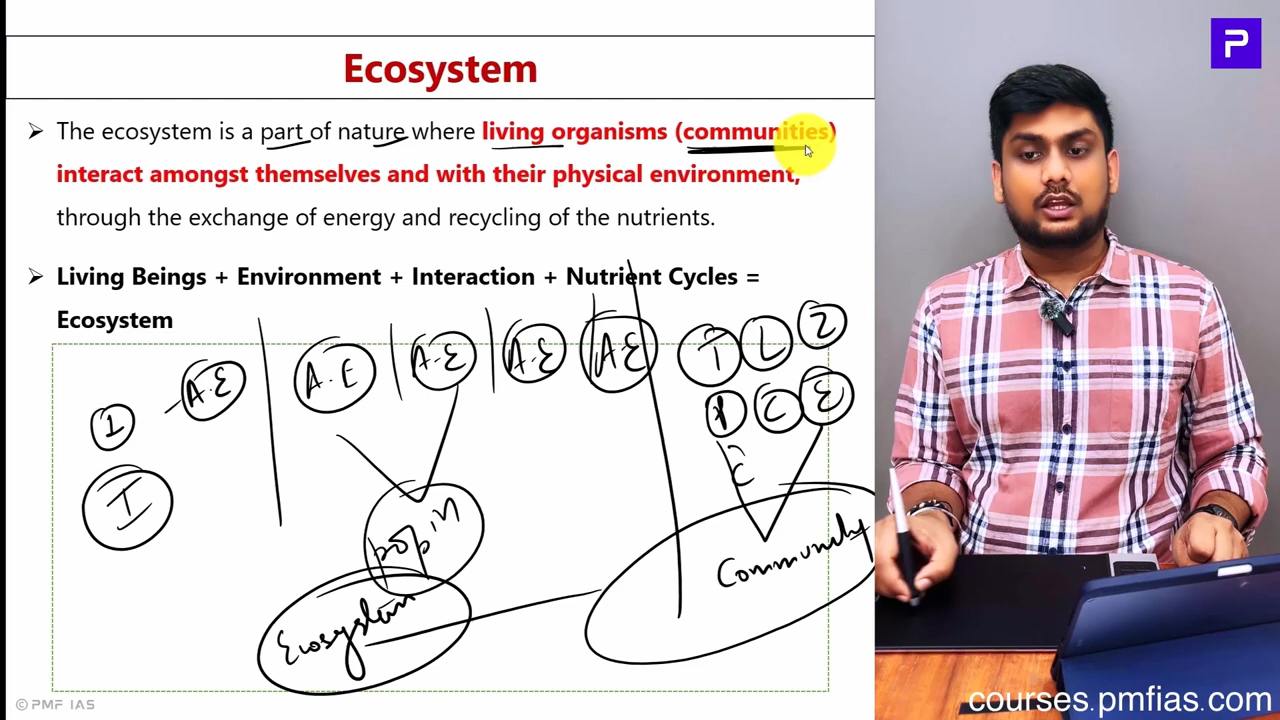 Ecosystem
P
➢ The ecosystem is a part of nature where living organisms (communities)
interact amongst themselves and with their physical environment,
through the exchange of energy and recycling of the nutrients.
➢ Living Beings + Environment + Interaction + Nutrient Cycles =
Ecosystem
I
A.E
A.E
A.E
A.E
AE
T L Z
C E
C
I
pop'n
Community
Ecosystem
© PMF IAS
courses.pmfias.com